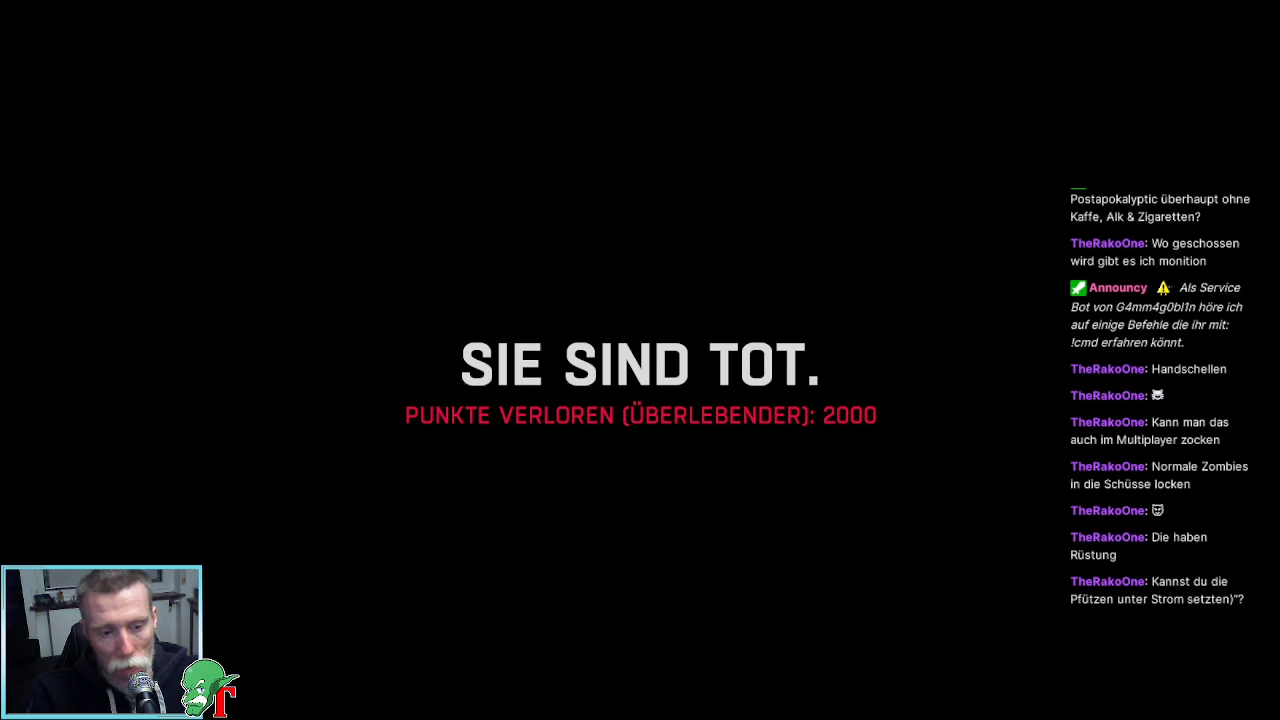 SIE SIND TOT.
PUNKTE VERLOREN (ÜBERLEBENDER): 2000
Postapokalyptic überhaupt ohne
Kaffe, Alk & Zigaretten?
TheRakoOne: Wo geschossen
wird gibt es ich monition
Announcy ⚠️ Als Service
Bot von G4mm4g0bl1n höre ich
auf einige Befehle die ihr mit:
!cmd erfahren könnt.
TheRakoOne: Handschellen
TheRakoOne:
TheRakoOne: Kann man das
auch im Multiplayer zocken
TheRakoOne: Normale Zombies
in die Schüsse locken
TheRakoOne: 😈
TheRakoOne: Die haben
Rüstung
TheRakoOne: Kannst du die
Pfützen unter Strom setzten)"?
T